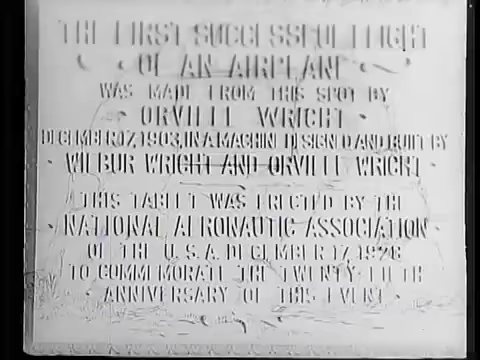 THE FIRST SUCCESSFUL FLIGHT
OF AN AIRPLANE
WAS MADE FROM THIS SPOT BY
· ORVILLE WRIGHT ·
DECEMBER 17, 1903, IN A MACHINE DESIGNED AND BUILT BY
· WILBUR WRIGHT AND ORVILLE WRIGHT ·
THIS TABLET WAS ERECTED BY THE
· NATIONAL AERONAUTIC ASSOCIATION ·
OF THE U.S.A. DECEMBER 17, 1928
TO COMMEMORATE THE TWENTY-FIFTH
· ANNIVERSARY OF THIS EVENT ·